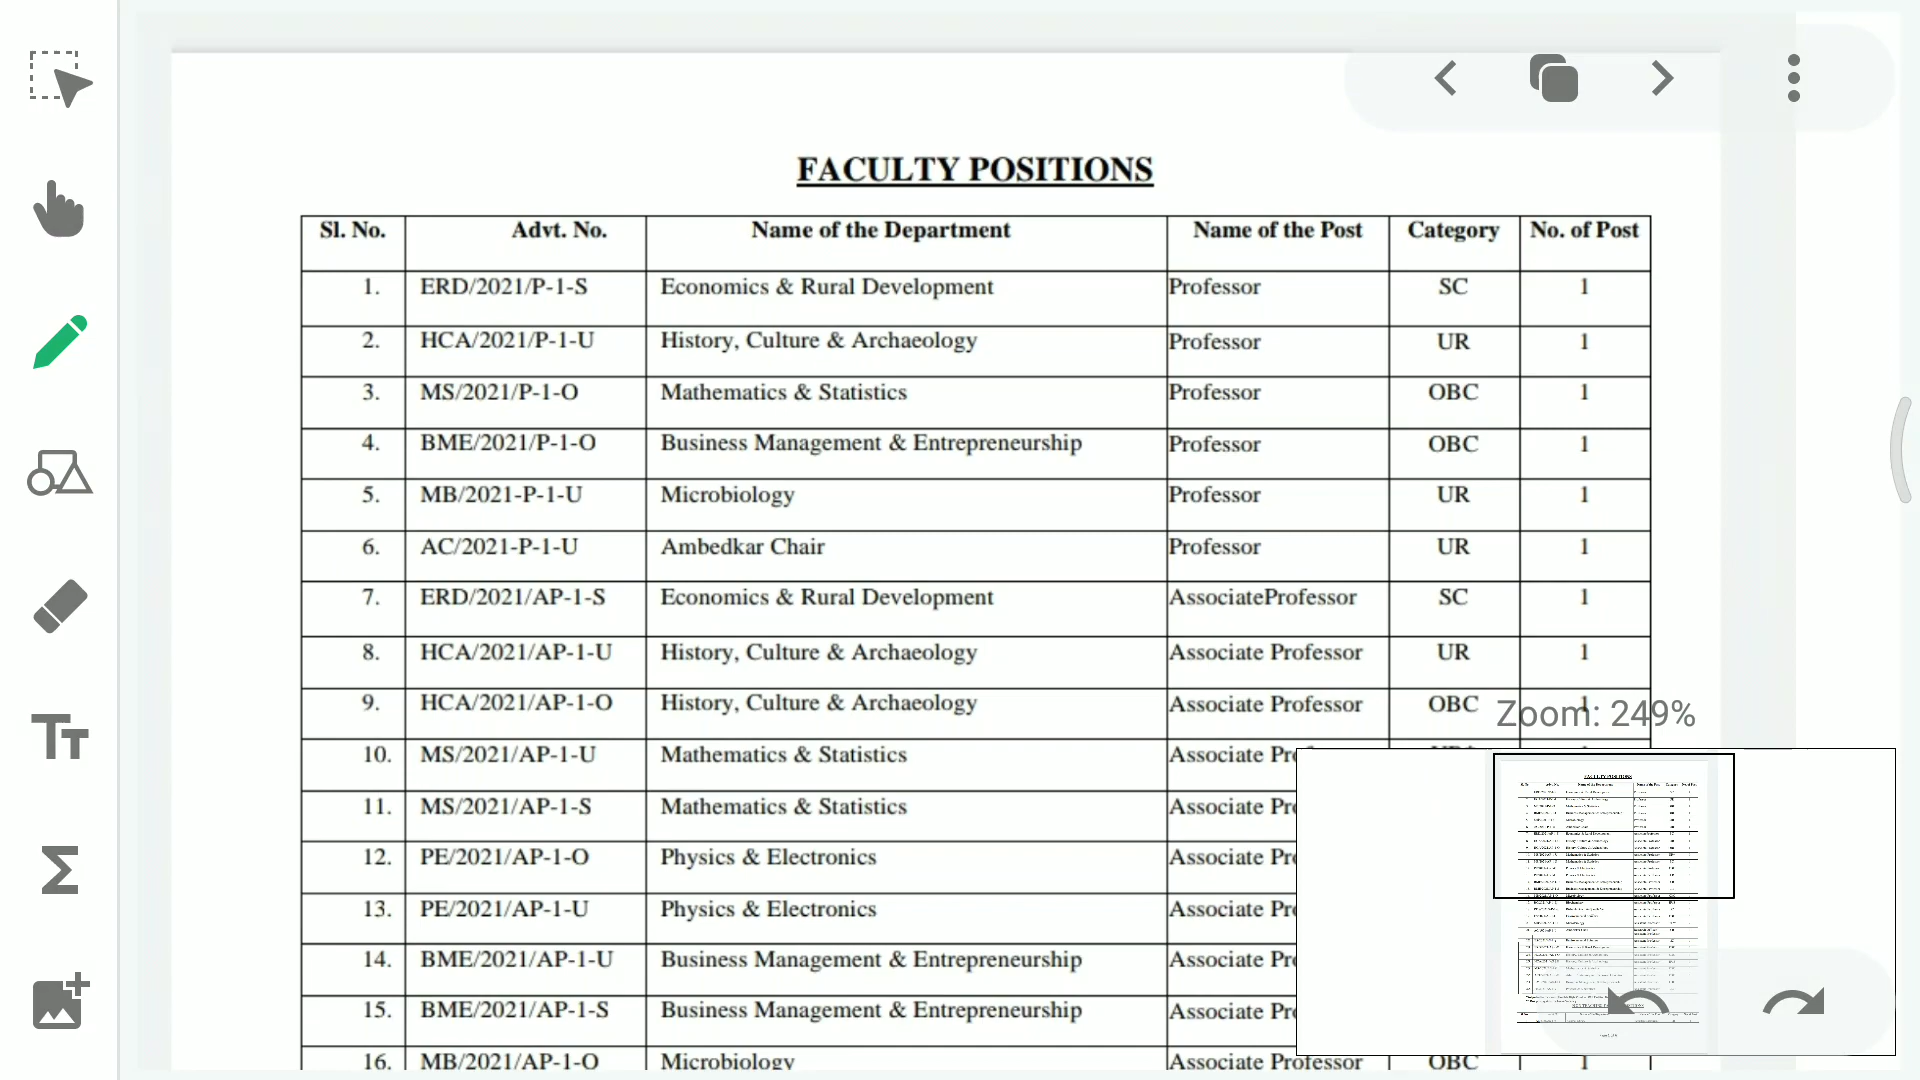 FACULTY POSITIONS
Sl. No. Advt. No. Name of the Department Name of the Post Category No. of Post
1. ERD/2021/P-1-S Economics & Rural Development Professor SC 1
2. HCA/2021/P-1-U History, Culture & Archaeology Professor UR 1
3. MS/2021/P-1-O Mathematics & Statistics Professor OBC 1
4. BME/2021/P-1-O Business Management & Entrepreneurship Professor OBC 1
5. MB/2021-P-1-U Microbiology Professor UR 1
6. AC/2021-P-1-U Ambedkar Chair Professor UR 1
7. ERD/2021/AP-1-S Economics & Rural Development AssociateProfessor SC 1
8. HCA/2021/AP-1-U History, Culture & Archaeology Associate Professor UR 1
9. HCA/2021/AP-1-O History, Culture & Archaeology Associate Professor OBC 1
Zoom: 249%
10. MS/2021/AP-1-U Mathematics & Statistics Associate
11. MS/2021/AP-1-S Mathematics & Statistics Associate
12. PE/2021/AP-1-O Physics & Electronics Associate
13. PE/2021/AP-1-U Physics & Electronics Associate
14. BME/2021/AP-1-U Business Management & Entrepreneurship Associate
15. BME/2021/AP-1-S Business Management & Entrepreneurship Associate
16. MB/2021/AP-1-O Microbiology Associate Professor OBC 1